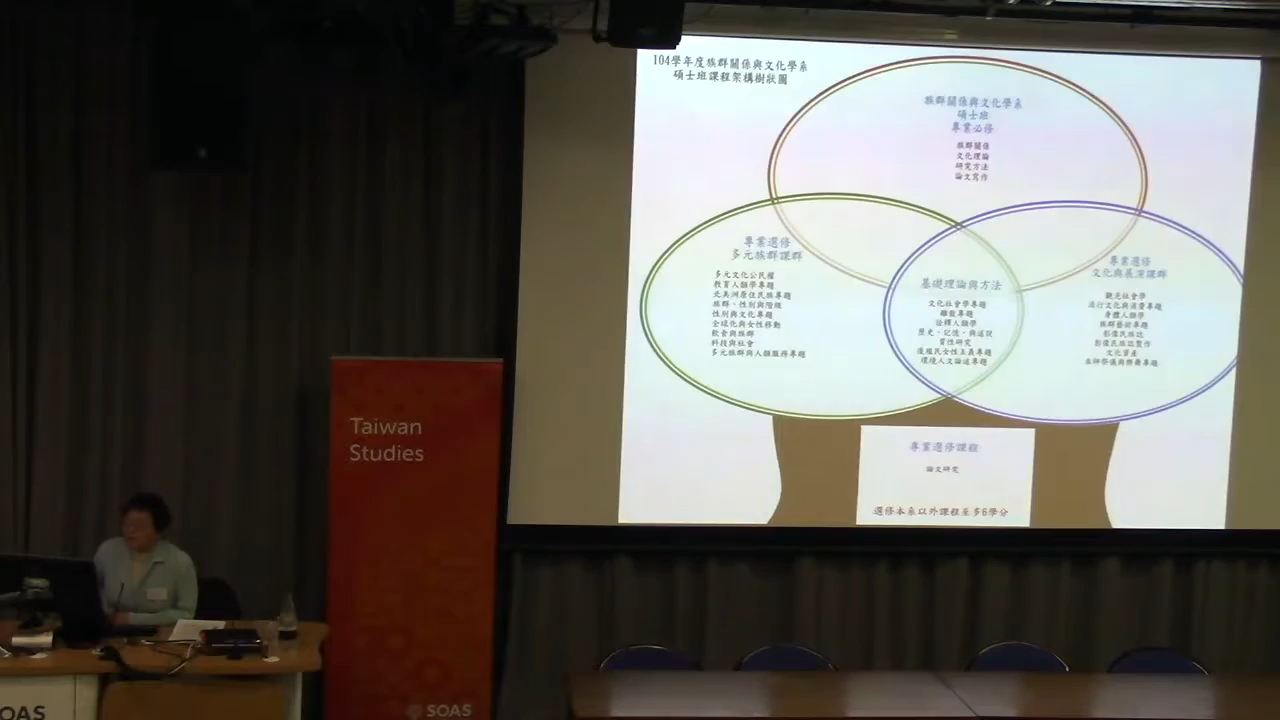 104學年度族群關係與文化學系
碩士班課程架構樹狀圖
族群關係與文化學系
碩士班
專業必修
族群關係
文化理論
研究方法
論文寫作
專業選修
多元族群課群
多元文化公民權
教育人類學專題
北美洲原住民族專題
族群、性別與階級
性別與文化專題
全球化與女性移動
飲食與族群
科技與社會
多元族群與人類服務專題
基礎理論與方法
文化社會學專題
離散專題
詮釋人類學
歷史、記憶、與述說
質性研究
後殖民女性主義專題
環境人文論述專題
專業選修
文化與展演課群
觀光社會學
流行文化與消費專題
身體人類學
族群藝術專題
影像民族誌
影像民族誌製作
文化資產
巫師祭儀與醫藥專題
專業選修課程
論文研究
選修本系以外課程至多6學分
Taiwan
Studies
SOAS
OAS